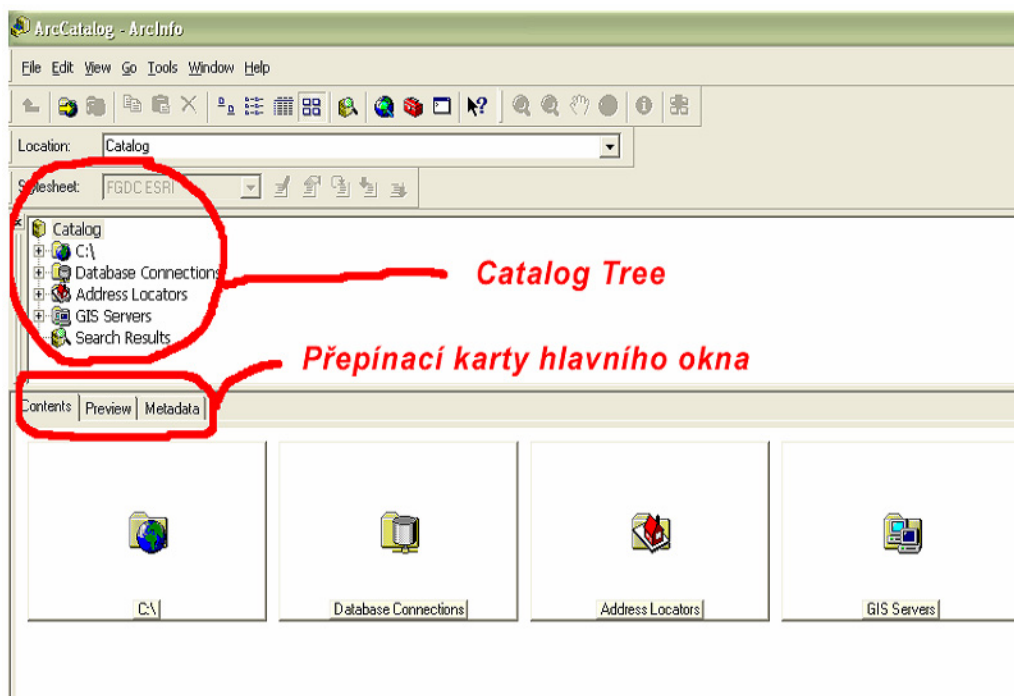 ArcCatalog - ArcInfo
File Edit View Go Tools Window Help
Location: Catalog
Stylesheet: FGDC ESRI
Catalog
C:\
Database Connections
Address Locators
GIS Servers
Search Results
Catalog Tree
Přepínací karty hlavního okna
Contents Preview Metadata
C:\ Database Connections Address Locators GIS Servers